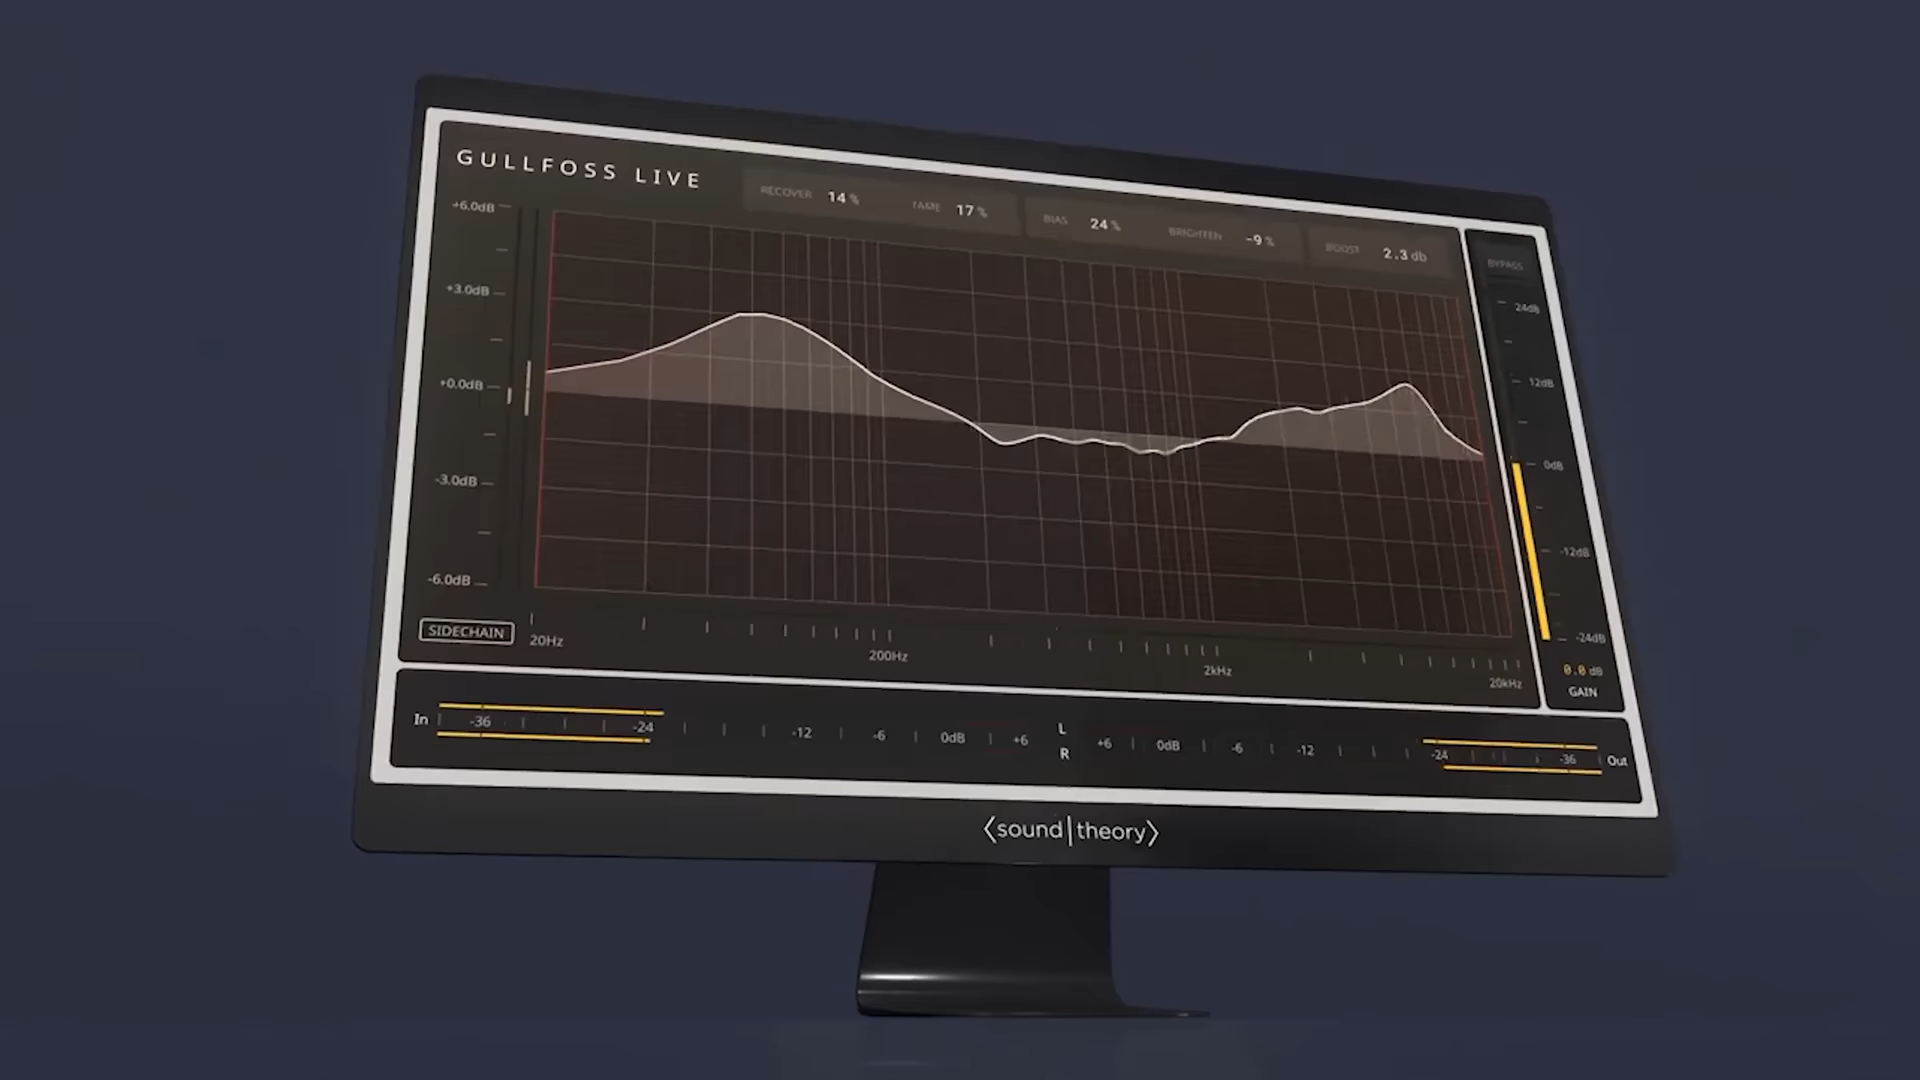 GULLFOSS LIVE
RECOVER 14 % TAME 17 % BIAS 24 % BRIGHTEN -9 % BOOST 2.3 db
BYPASS
+6.0dB
+3.0dB
+0.0dB
-3.0dB
-6.0dB
24dB
12dB
0dB
-12dB
-24dB
0.0 dB
GAIN
SIDECHAIN
20Hz 200Hz 2kHz 20kHz
In -36 -24 -12 -6 0dB +6 L +6 0dB -6 -12 -24 -36 Out
R
⟨sound|theory⟩